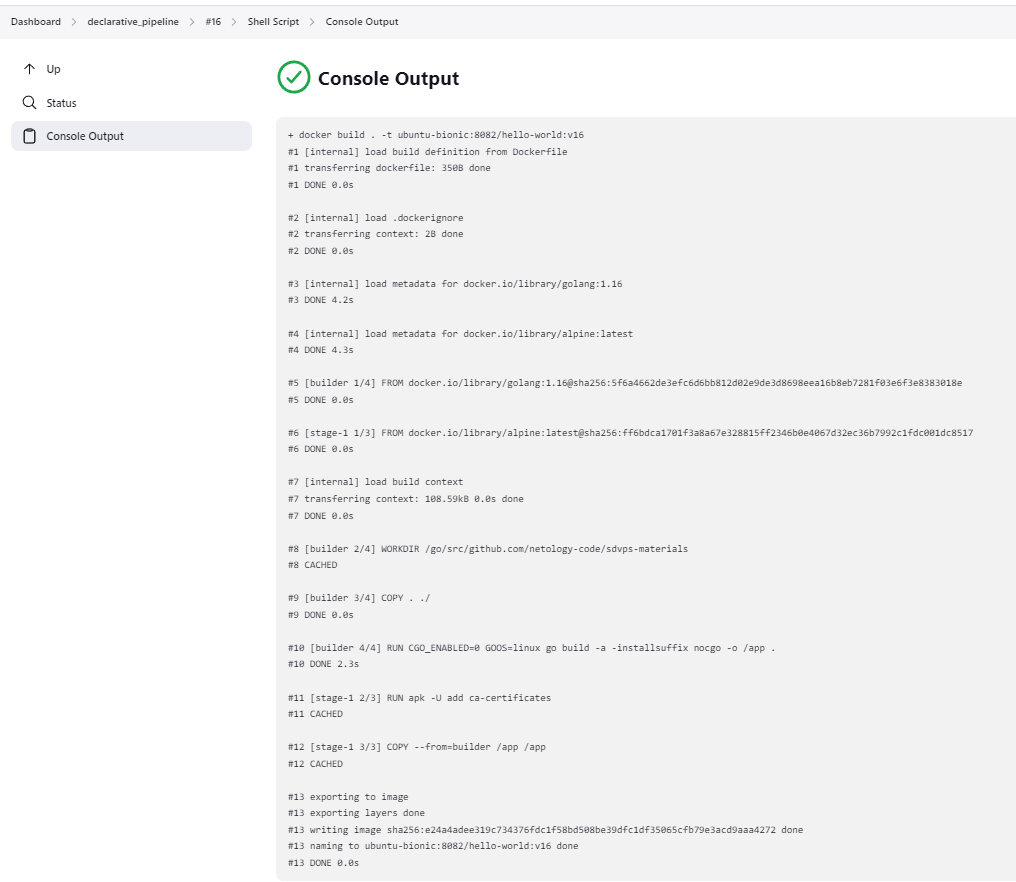 Dashboard > declarative_pipeline > #16 > Shell Script > Console Output
Up
Status
Console Output
Console Output
+ docker build . -t ubuntu-bionic:8082/hello-world:v16
#1 [internal] load build definition from Dockerfile
#1 transferring dockerfile: 350B done
#1 DONE 0.0s
#2 [internal] load .dockerignore
#2 transferring context: 2B done
#2 DONE 0.0s
#3 [internal] load metadata for docker.io/library/golang:1.16
#3 DONE 4.2s
#4 [internal] load metadata for docker.io/library/alpine:latest
#4 DONE 4.3s
#5 [builder 1/4] FROM docker.io/library/golang:1.16@sha256:5f6a4662de3efc6d6bb812d02e9de3d8698eea16b8eb7281f03e6f3e8383018e
#5 DONE 0.0s
#6 [stage-1 1/3] FROM docker.io/library/alpine:latest@sha256:ff6bdca1701f3a8a67e328815ff2346b0e4067d32ec36b7992c1fdc001dc8517
#6 DONE 0.0s
#7 [internal] load build context
#7 transferring context: 108.59kB 0.0s done
#7 DONE 0.0s
#8 [builder 2/4] WORKDIR /go/src/github.com/netology-code/sdvps-materials
#8 CACHED
#9 [builder 3/4] COPY . ./
#9 DONE 0.0s
#10 [builder 4/4] RUN CGO_ENABLED=0 GOOS=linux go build -a -installsuffix nocgo -o /app .
#10 DONE 2.3s
#11 [stage-1 2/3] RUN apk -U add ca-certificates
#11 CACHED
#12 [stage-1 3/3] COPY --from=builder /app /app
#12 CACHED
#13 exporting to image
#13 exporting layers done
#13 writing image sha256:e24a4adee319c734376fdc1f58bd508be39dfc1df35065cfb79e3acd9aaa4272 done
#13 naming to ubuntu-bionic:8082/hello-world:v16 done
#13 DONE 0.0s